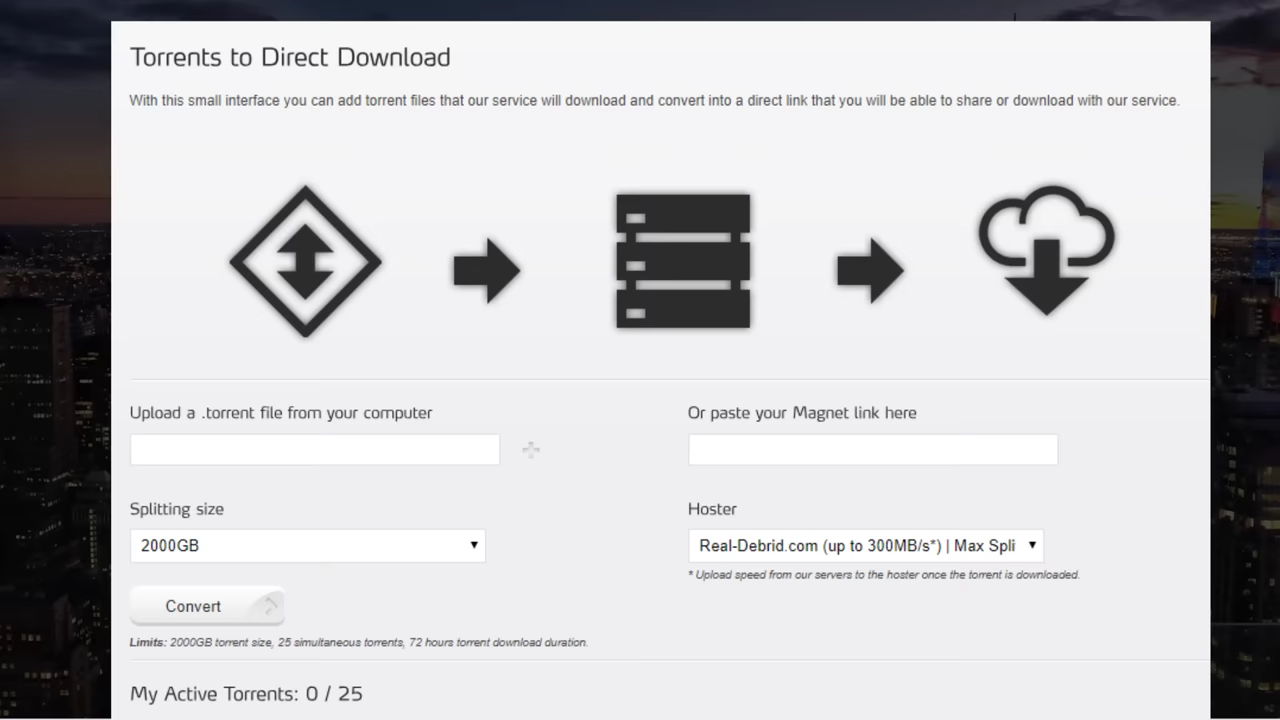 Torrents to Direct Download
With this small interface you can add torrent files that our service will download and convert into a direct link that you will be able to share or download with our service.
Upload a .torrent file from your computer
Or paste your Magnet link here
Splitting size
Hoster
2000GB
Real-Debrid.com (up to 300MB/s*) | Max Spli
* Upload speed from our servers to the hoster once the torrent is downloaded.
Convert
Limits: 2000GB torrent size, 25 simultaneous torrents, 72 hours torrent download duration.
My Active Torrents: 0 / 25